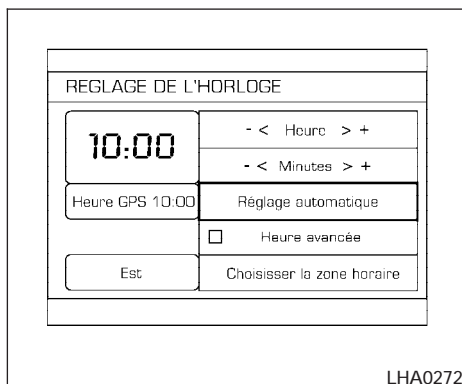 REGLAGE DE L'HORLOGE
10:00
- < Heure > +
- < Minutes > +
Heure GPS 10:00
Réglage automatique
Heure avancée
Est
Choisisser la zone horaire
LHA0272